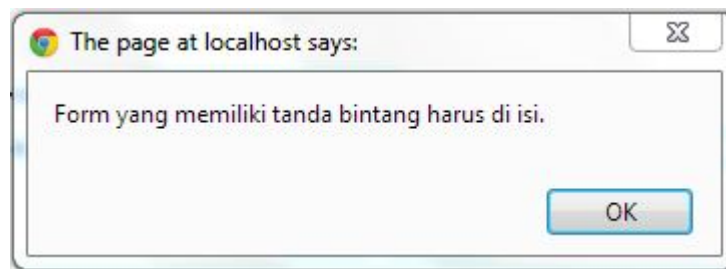 The page at localhost says:
Form yang memiliki tanda bintang harus di isi.
OK